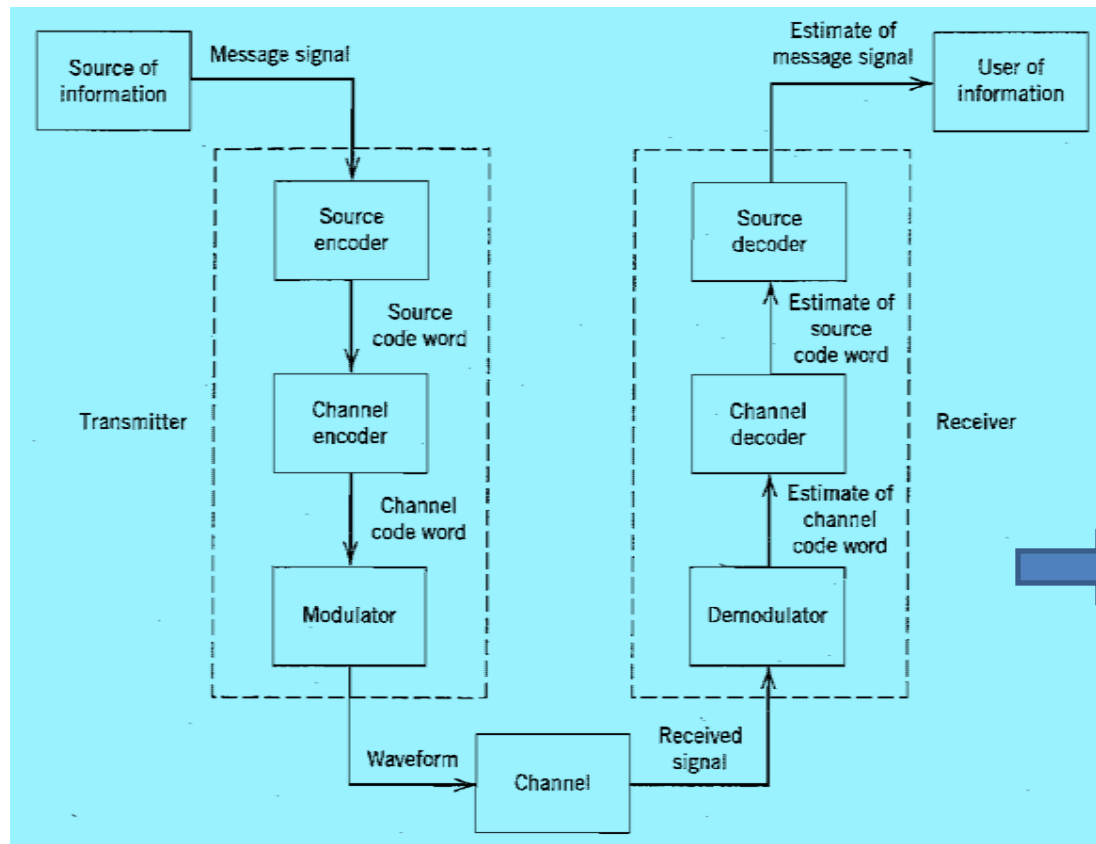 Source of
information
Message signal
Source
encoder
Source
code word
Channel
encoder
Transmitter
Channel
code word
Modulator
Waveform
Channel
Received
signal
Demodulator
Estimate of
channel
code word
Channel
decoder
Receiver
Estimate of
source
code word
Source
decoder
Estimate of
message signal
User of
information